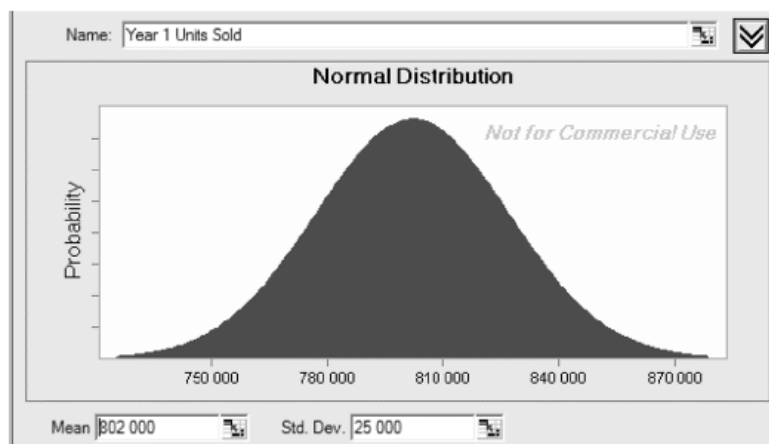 Name: Year 1 Units Sold
Normal Distribution
Not for Commercial Use
Probability
750 000 780 000 810 000 840 000 870 000
Mean 802 000 Std. Dev. 25 000